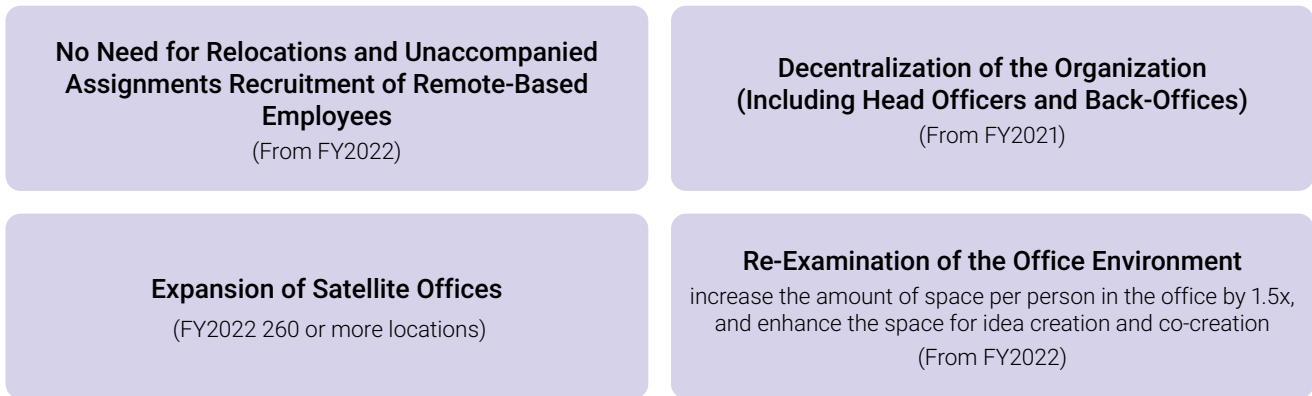 No Need for Relocations and Unaccompanied
Assignments Recruitment of Remote-Based
Employees
(From FY2022)
Decentralization of the Organization
(Including Head Officers and Back-Offices)
(From FY2021)
Expansion of Satellite Offices
(FY2022 260 or more locations)
Re-Examination of the Office Environment
increase the amount of space per person in the office by 1.5x,
and enhance the space for idea creation and co-creation
(From FY2022)